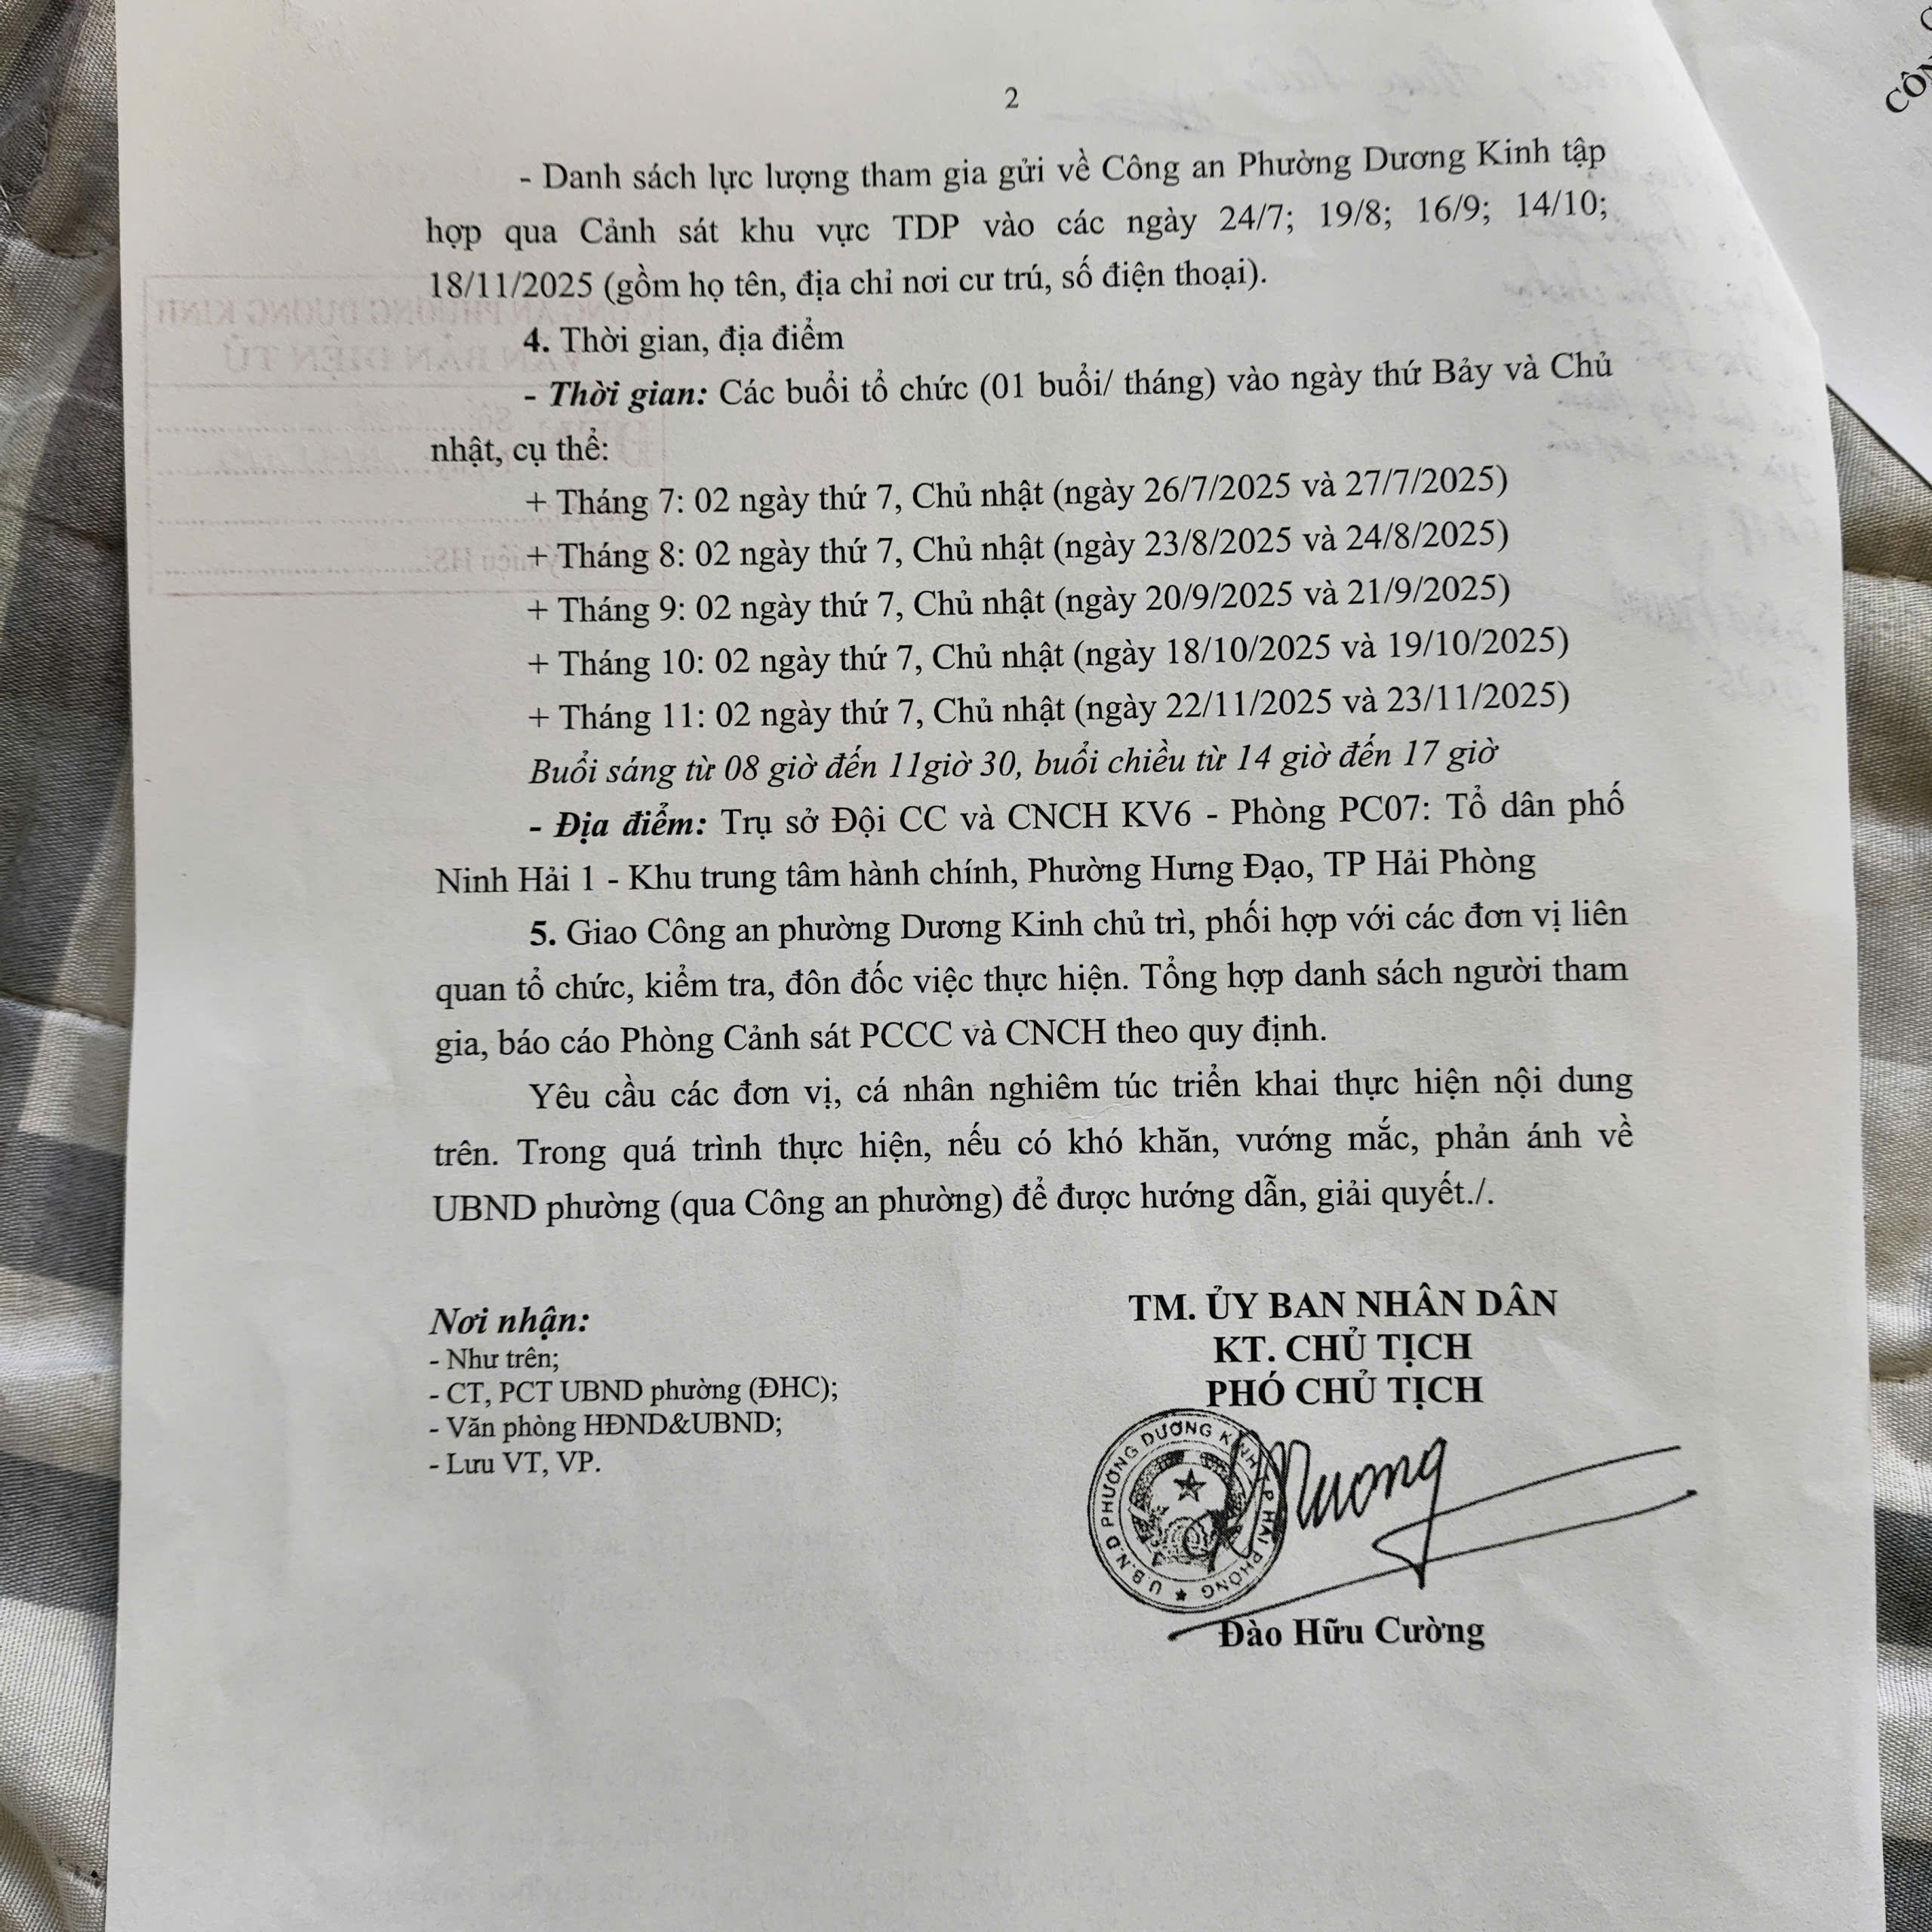 2
- Danh sách lực lượng tham gia gửi về Công an Phường Dương Kinh tập
hợp qua Cảnh sát khu vực TDP vào các ngày 24/7; 19/8; 16/9; 14/10;
18/11/2025 (gồm họ tên, địa chỉ nơi cư trú, số điện thoại).
4. Thời gian, địa điểm
- Thời gian: Các buổi tổ chức (01 buổi/ tháng) vào ngày thứ Bảy và Chủ
nhật, cụ thể:
+ Tháng 7: 02 ngày thứ 7, Chủ nhật (ngày 26/7/2025 và 27/7/2025)
+ Tháng 8: 02 ngày thứ 7, Chủ nhật (ngày 23/8/2025 và 24/8/2025)
+ Tháng 9: 02 ngày thứ 7, Chủ nhật (ngày 20/9/2025 và 21/9/2025)
+ Tháng 10: 02 ngày thứ 7, Chủ nhật (ngày 18/10/2025 và 19/10/2025)
+ Tháng 11: 02 ngày thứ 7, Chủ nhật (ngày 22/11/2025 và 23/11/2025)
Buổi sáng từ 08 giờ đến 11giờ 30, buổi chiều từ 14 giờ đến 17 giờ
- Địa điểm: Trụ sở Đội CC và CNCH KV6 - Phòng PC07: Tổ dân phố
Ninh Hải 1 - Khu trung tâm hành chính, Phường Hưng Đạo, TP Hải Phòng
5. Giao Công an phường Dương Kinh chủ trì, phối hợp với các đơn vị liên
quan tổ chức, kiểm tra, đôn đốc việc thực hiện. Tổng hợp danh sách người tham
gia, báo cáo Phòng Cảnh sát PCCC và CNCH theo quy định.
Yêu cầu các đơn vị, cá nhân nghiêm túc triển khai thực hiện nội dung
trên. Trong quá trình thực hiện, nếu có khó khăn, vướng mắc, phản ánh về
UBND phường (qua Công an phường) để được hướng dẫn, giải quyết./.
Nơi nhận:
- Như trên;
- CT, PCT UBND phường (ĐHC);
- Văn phòng HĐND&UBND;
- Lưu VT, VP.
TM. ỦY BAN NHÂN DÂN
KT. CHỦ TỊCH
PHÓ CHỦ TỊCH
U.B.N.D PHƯỜNG DƯƠNG KINH T.P HẢI PHÒNG
Đào Hữu Cường
CÔN
CÔNG AN PHƯỜNG DƯƠNG KINH
VĂN BẢN ĐIỆN TỬ
ĐẾN